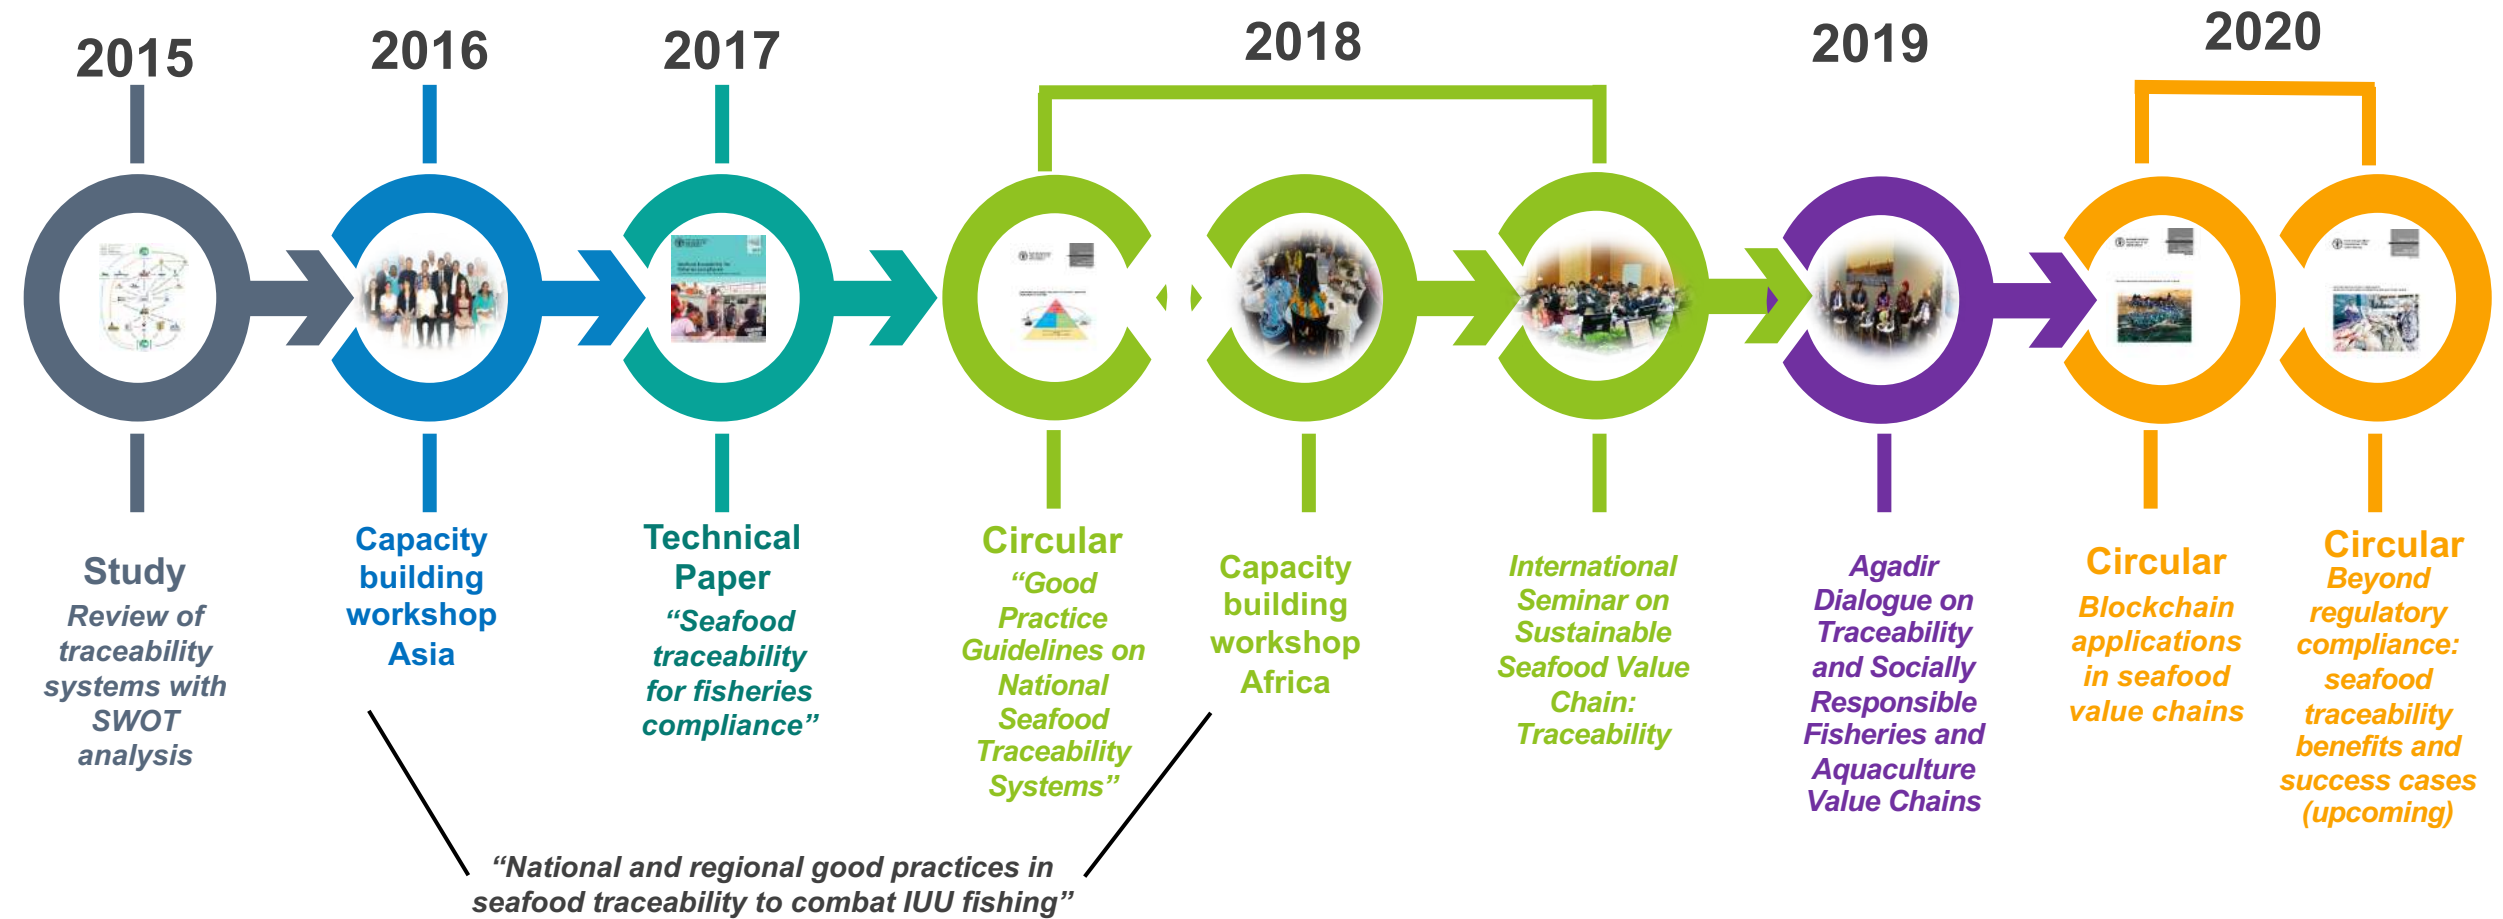 2015
2016
2017
2018
2019
2020
Study
Review of
traceability
systems with
SWOT
analysis
Capacity
building
workshop
Asia
Technical
Paper
“Seafood
traceability
for fisheries
compliance”
Circular
“Good
Practice
Guidelines on
National
Seafood
Traceability
Systems”
Capacity
building
workshop
Africa
International
Seminar on
Sustainable
Seafood Value
Chain:
Traceability
Agadir
Dialogue on
Traceability
and Socially
Responsible
Fisheries and
Aquaculture
Value Chains
Circular
Blockchain
applications
in seafood
value chains
Circular
Beyond
regulatory
compliance:
seafood
traceability
benefits and
success cases
(upcoming)
“National and regional good practices in
seafood traceability to combat IUU fishing”